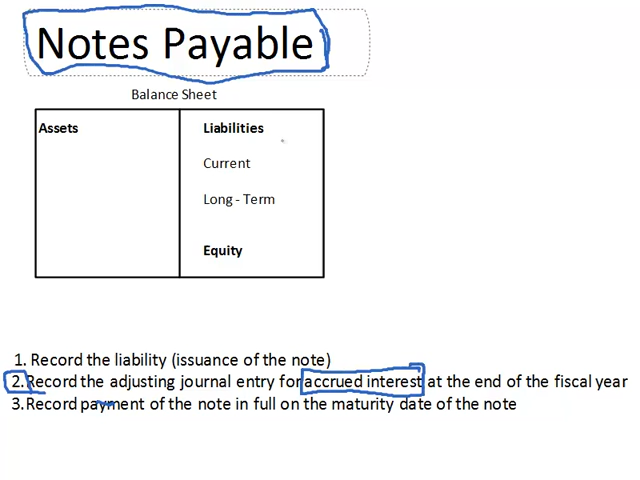 Notes Payable
Balance Sheet
Assets
Liabilities
Current
Long - Term
Equity
1. Record the liability (issuance of the note)
2.Record the adjusting journal entry for accrued interest at the end of the fiscal year
3.Record payment of the note in full on the maturity date of the note